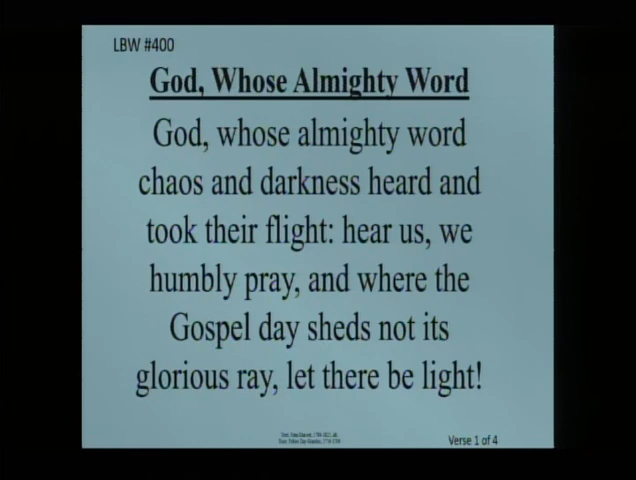 LBW #400
God, Whose Almighty Word
God, whose almighty word
chaos and darkness heard and
took their flight: hear us, we
humbly pray, and where the
Gospel day sheds not its
glorious ray, let there be light!
Verse 1 of 4